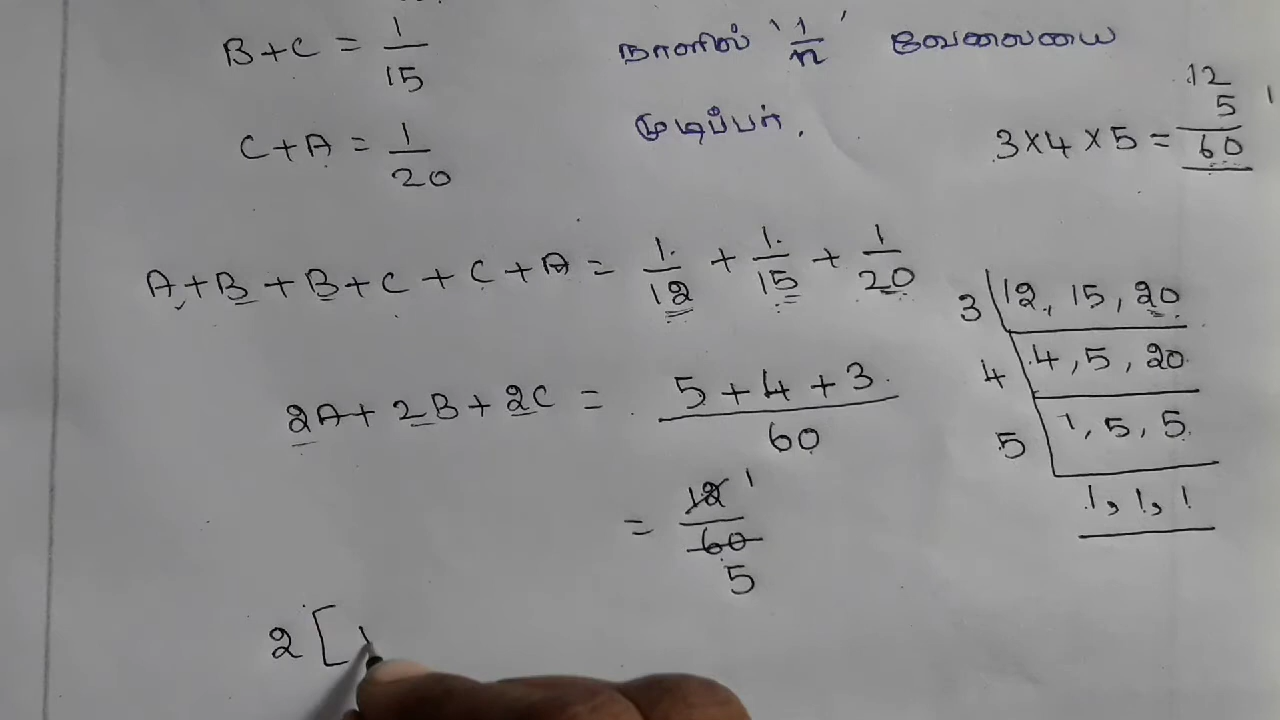 B+C = 1/15
நாளில் '1/n' வேலையை
முடிப்பர்.
C+A = 1/20
12
5
3×4×5 = 60
A+B+B+C+C+A = 1/12 + 1/15 + 1/20
3 | 12, 15, 20
4 | 4, 5, 20
5 | 1, 5, 5
1, 1, 1
2A+2B+2C = 5+4+3/60
= 12/60 1
5
2 [